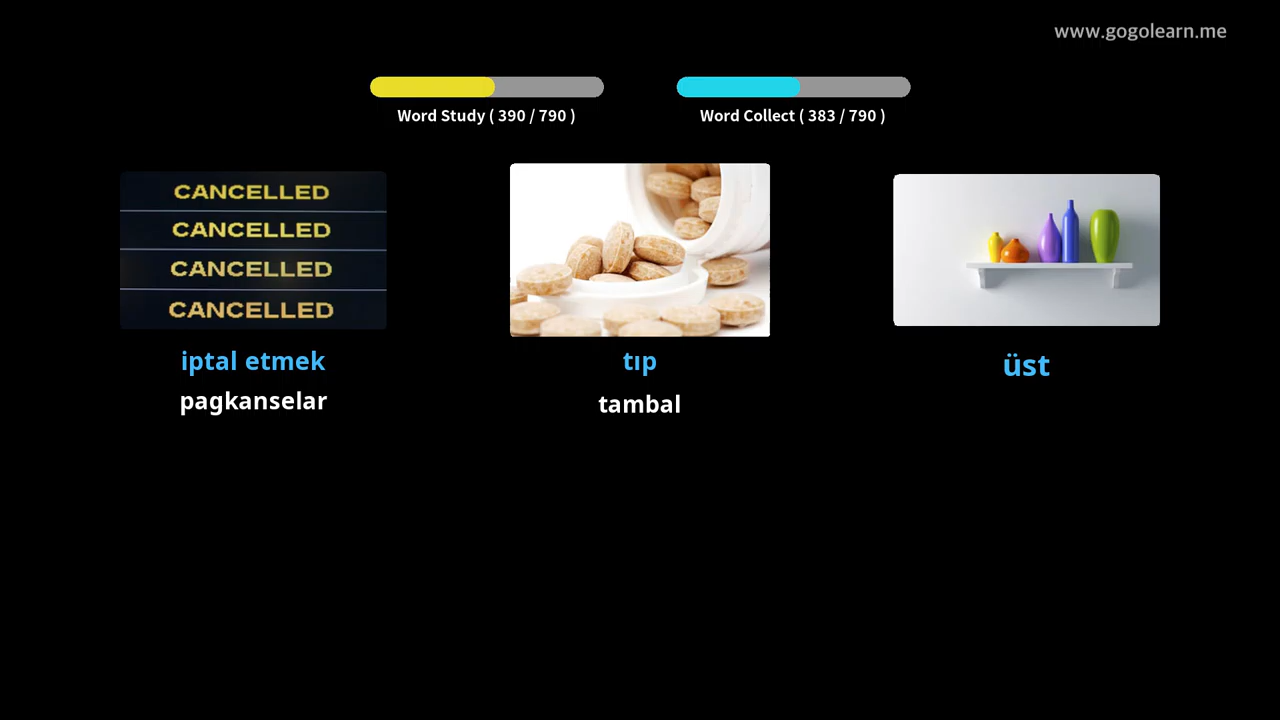 www.gogolearn.me
Word Study ( 390 / 790 )
Word Collect ( 383 / 790 )
CANCELLED
CANCELLED
CANCELLED
CANCELLED
iptal etmek
pagkanselar
tıp
tambal
üst